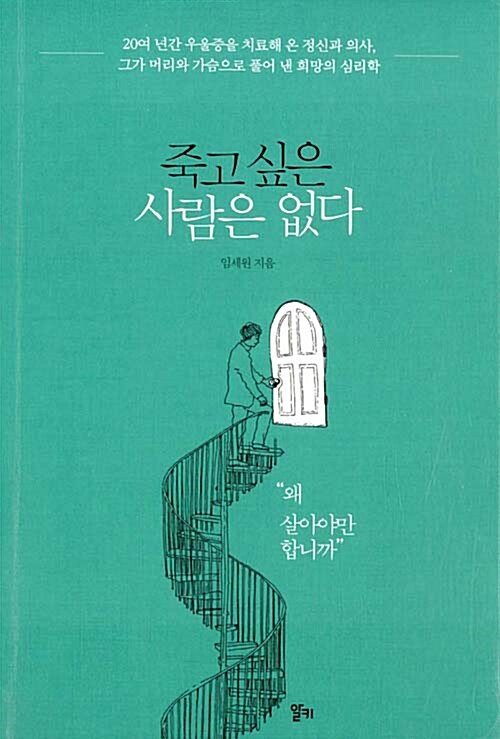 20여 년간 우울증을 치료해 온 정신과 의사,
그가 머리와 가슴으로 풀어 낸 희망의 심리학
죽고 싶은
사람은 없다
임세원 지음
“왜
살아야만
합니까”
알키